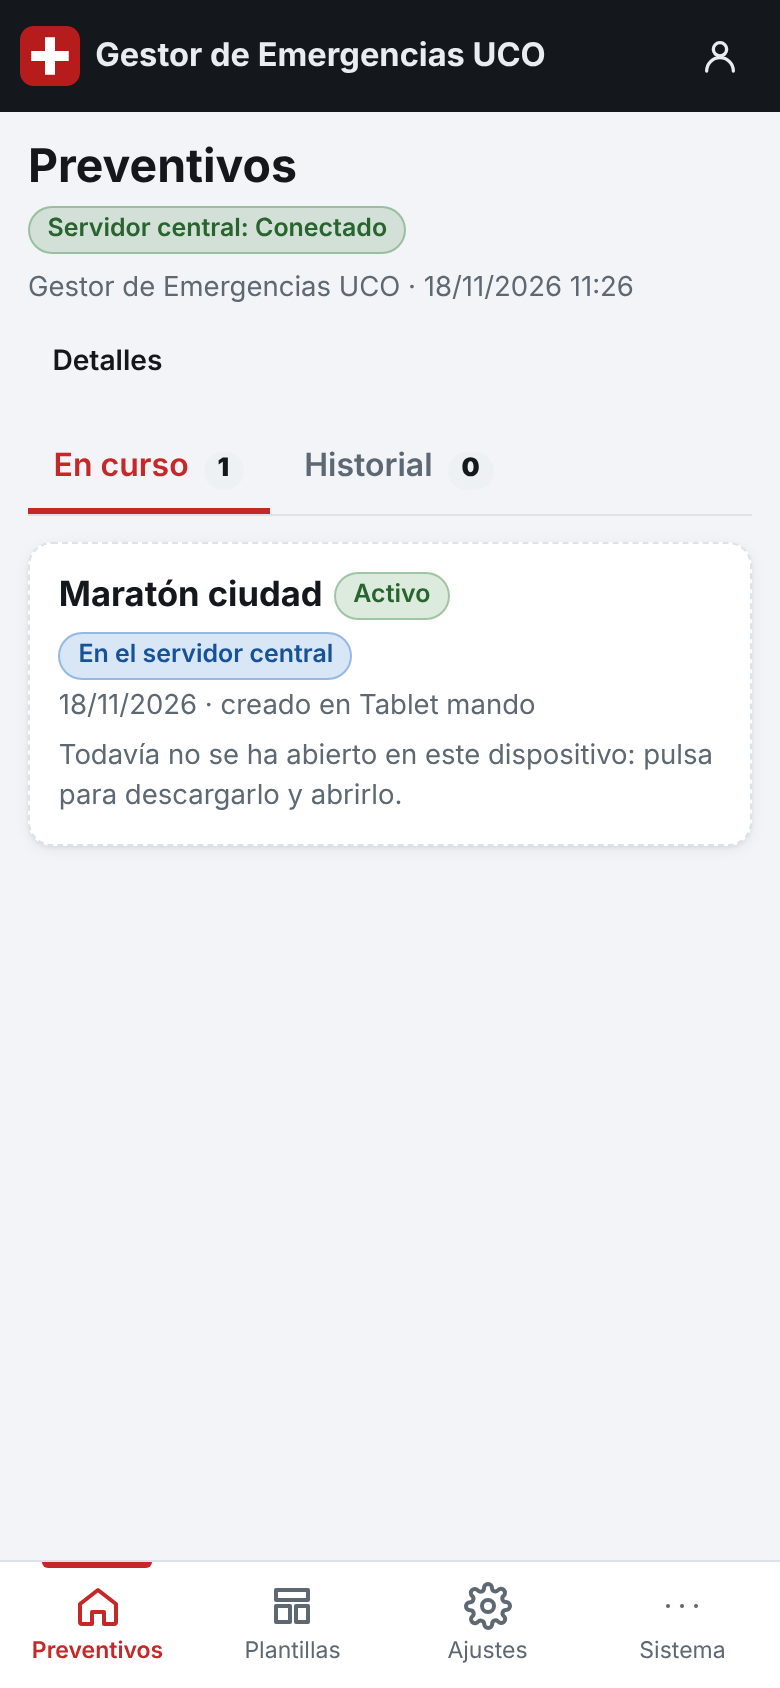 Gestor de Emergencias UCO
Preventivos
Servidor central: Conectado
Gestor de Emergencias UCO · 18/11/2026 11:26
Detalles
En curso 1 Historial 0
Maratón ciudad Activo
En el servidor central
18/11/2026 · creado en Tablet mando
Todavía no se ha abierto en este dispositivo: pulsa
para descargarlo y abrirlo.
Preventivos Plantillas Ajustes Sistema